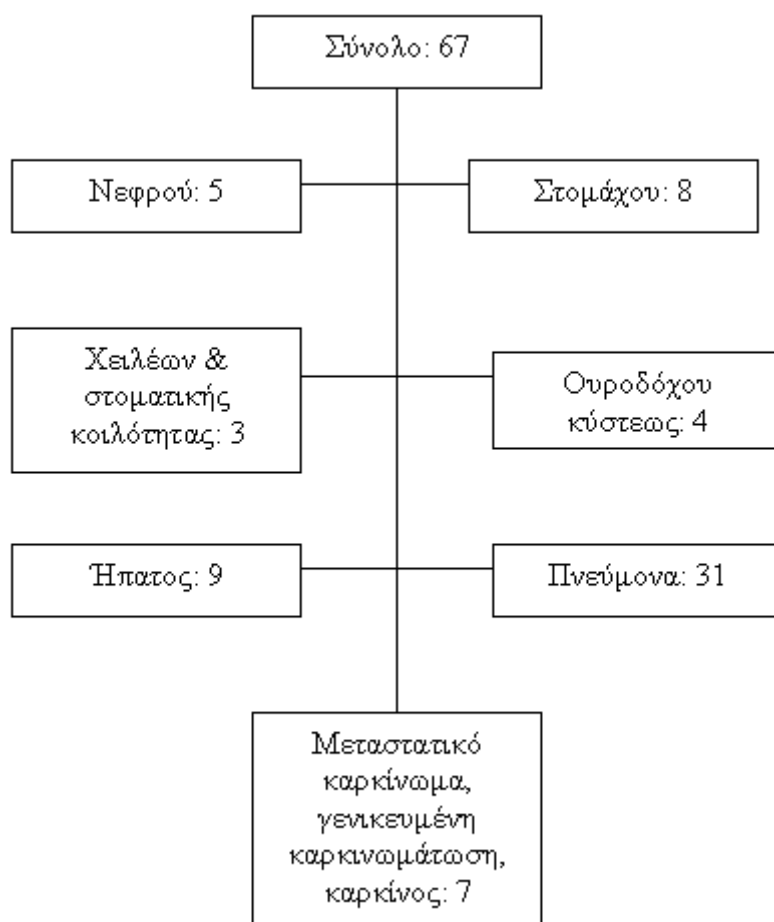 Σύνολο: 67
Νεφρού: 5
Στομάχου: 8
Χειλέων &
στοματικής
κοιλότητας: 3
Ουροδόχου
κύστεως: 4
Ήπατος: 9
Πνεύμονα: 31
Μεταστατικό
καρκίνωμα,
γενικευμένη
καρκινωμάτωση,
καρκίνος: 7